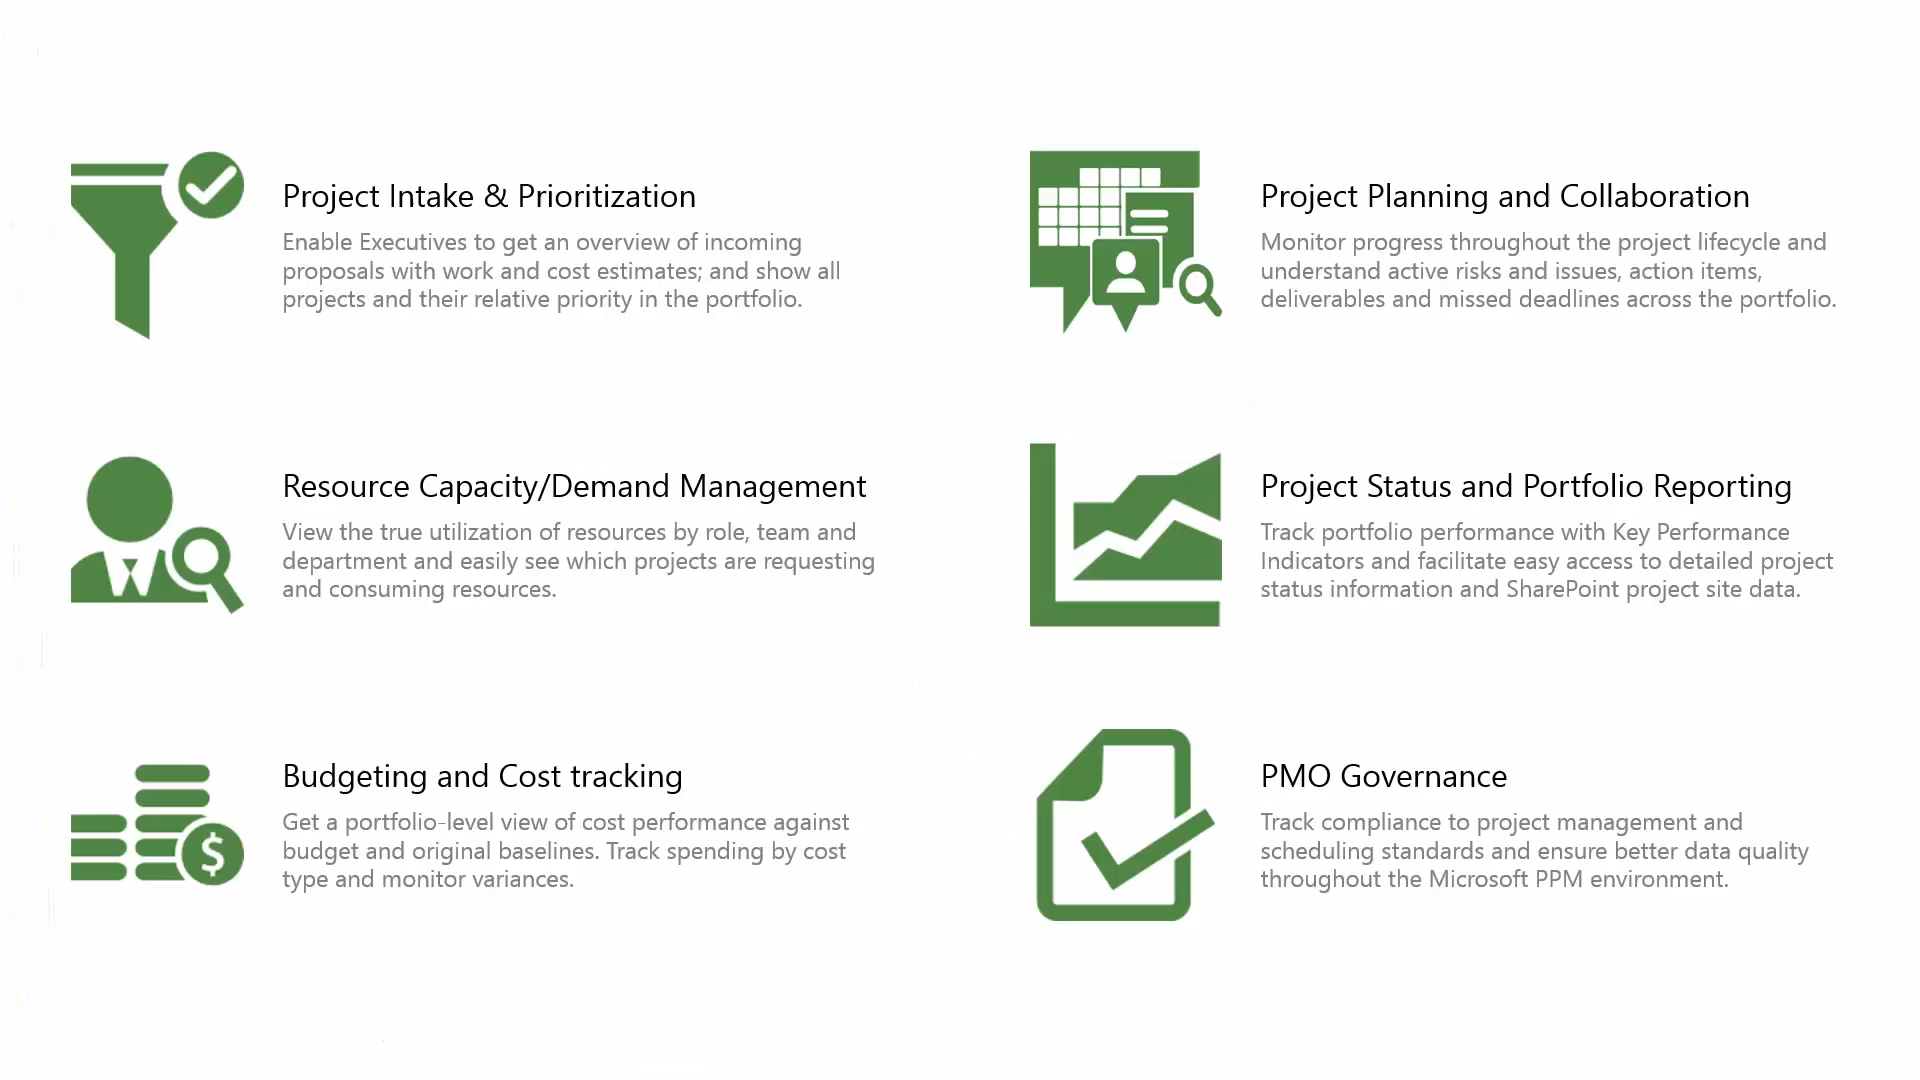 Project Intake & Prioritization
Enable Executives to get an overview of incoming
proposals with work and cost estimates; and show all
projects and their relative priority in the portfolio.
Project Planning and Collaboration
Monitor progress throughout the project lifecycle and
understand active risks and issues, action items,
deliverables and missed deadlines across the portfolio.
Resource Capacity/Demand Management
View the true utilization of resources by role, team and
department and easily see which projects are requesting
and consuming resources.
Project Status and Portfolio Reporting
Track portfolio performance with Key Performance
Indicators and facilitate easy access to detailed project
status information and SharePoint project site data.
$
Budgeting and Cost tracking
Get a portfolio-level view of cost performance against
budget and original baselines. Track spending by cost
type and monitor variances.
PMO Governance
Track compliance to project management and
scheduling standards and ensure better data quality
throughout the Microsoft PPM environment.